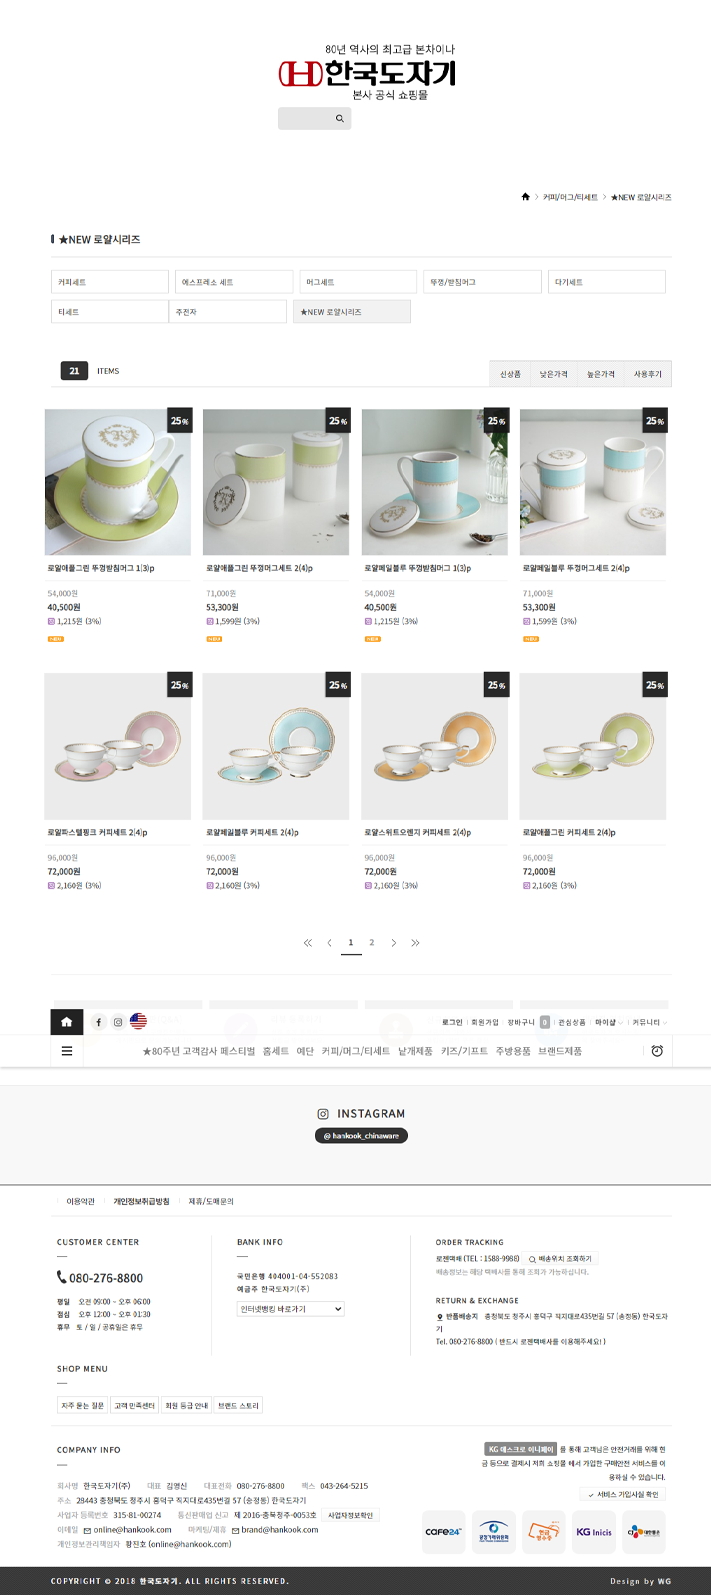 80년 역사의 최고급 본차이나
한국도자기
본사 공식 쇼핑몰
커피/머그/티세트 > ★NEW 로얄시리즈
★NEW 로얄시리즈
커피세트 에스프레소 세트 머그세트 뚜껑/받침머그 다기세트
티세트 주전자 ★NEW 로얄시리즈
21 ITEMS 신상품 낮은가격 높은가격 사용후기
25% 25% 25% 25%
로얄애플그린 뚜껑받침머그 1(3)p 로얄애플그린 뚜껑머그세트 2(4)p 로얄페일블루 뚜껑받침머그 1(3)p 로얄페일블루 뚜껑머그세트 2(4)p
54,000원 71,000원 54,000원 71,000원
40,500원 53,300원 40,500원 53,300원
1,215원 (3%) 1,599원 (3%) 1,215원 (3%) 1,599원 (3%)
NEW NEW NEW NEW
25% 25% 25% 25%
로얄파스텔핑크 커피세트 2(4)p 로얄페일블루 커피세트 2(4)p 로얄스위트오렌지 커피세트 2(4)p 로얄애플그린 커피세트 2(4)p
96,000원 96,000원 96,000원 96,000원
72,000원 72,000원 72,000원 72,000원
2,160원 (3%) 2,160원 (3%) 2,160원 (3%) 2,160원 (3%)
1 2
로그인 회원가입 장바구니 0 관심상품 마이샵 커뮤니티
★80주년 고객감사 페스티벌 홈세트 예단 커피/머그/티세트 낱개제품 키즈/기프트 주방용품 브랜드제품
INSTAGRAM
@ hankook_chinaware
이용약관 개인정보취급방침 제휴/도매문의
CUSTOMER CENTER
080-276-8800
평일 오전 09:00 ~ 오후 06:00
점심 오후 12:00 ~ 오후 01:30
휴무 토 / 일 / 공휴일은 휴무
BANK INFO
국민은행 404001-04-552083
예금주 한국도자기(주)
인터넷뱅킹 바로가기
ORDER TRACKING
로젠택배 (TEL : 1588-9988) 배송위치 조회하기
배송정보는 해당 택배사를 통해 조회가 가능하십니다.
RETURN & EXCHANGE
반품배송지 충청북도 청주시 흥덕구 직지대로435번길 57 (송정동) 한국도자
기
Tel. 080-276-8800 ( 반드시 로젠택배사를 이용해주세요! )
SHOP MENU
자주 묻는 질문 고객 만족센터 회원 등급 안내 브랜드 스토리
COMPANY INFO
회사명 한국도자기(주) 대표 김영신 대표전화 080-276-8800 팩스 043-264-5215
주소 28443 충청북도 청주시 흥덕구 직지대로435번길 57 (송정동) 한국도자기
사업자 등록번호 315-81-00274 통신판매업 신고 제 2016-충북청주-0053호 사업자정보확인
이메일 online@hankook.com 마케팅/제휴 brand@hankook.com
개인정보관리책임자 황진호 (online@hankook.com)
KG 에스크로 이니페이 를 통해 고객님은 안전거래를 위해 현
금 등으로 결제시 저희 쇼핑몰에서 가입한 구매안전 서비스를 이
용하실 수 있습니다.
서비스 가입사실 확인
CAFE24 공정거래위원회 현금영수증 KG Inicis CJ 대한통운
COPYRIGHT © 2018 한국도자기. ALL RIGHTS RESERVED. Design by WG